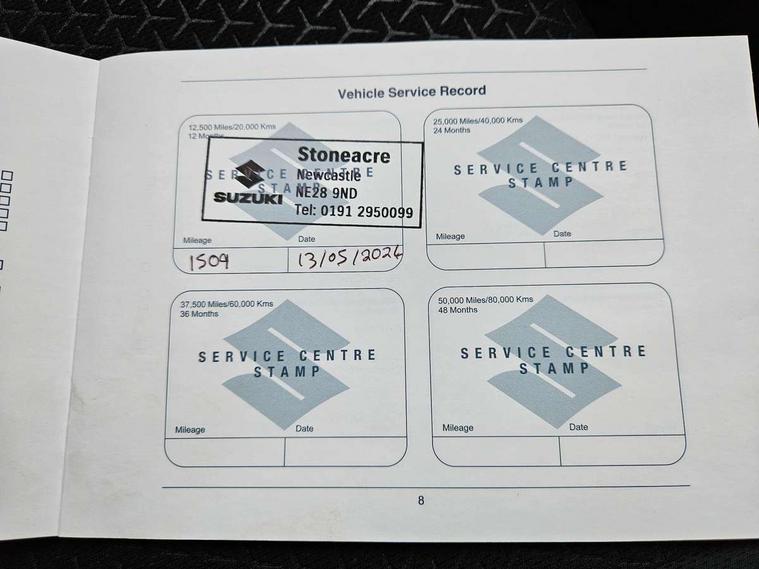 Vehicle Service Record
12,500 Miles/20,000 Kms
12 Months
SERVICE CENTRE
STAMP
SUZUKI
Stoneacre
Newcastle
NE28 9ND
Tel: 0191 2950099
Mileage
Date
1509
13/05/2024
25,000 Miles/40,000 Kms
24 Months
SERVICE CENTRE
STAMP
Mileage
Date
37,500 Miles/60,000 Kms
36 Months
SERVICE CENTRE
STAMP
Mileage
Date
50,000 Miles/80,000 Kms
48 Months
SERVICE CENTRE
STAMP
Mileage
Date
8